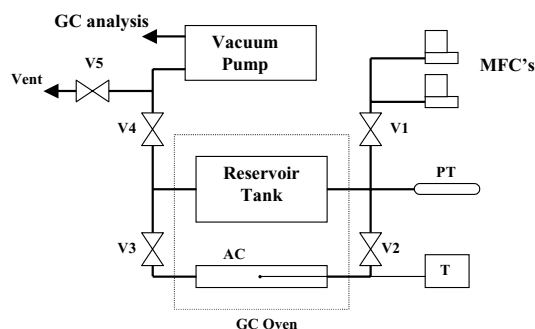 GC analysis
Vacuum
Pump
V5
Vent
MFC's
V4
V1
Reservoir
Tank
PT
V3
V2
AC
T
GC Oven